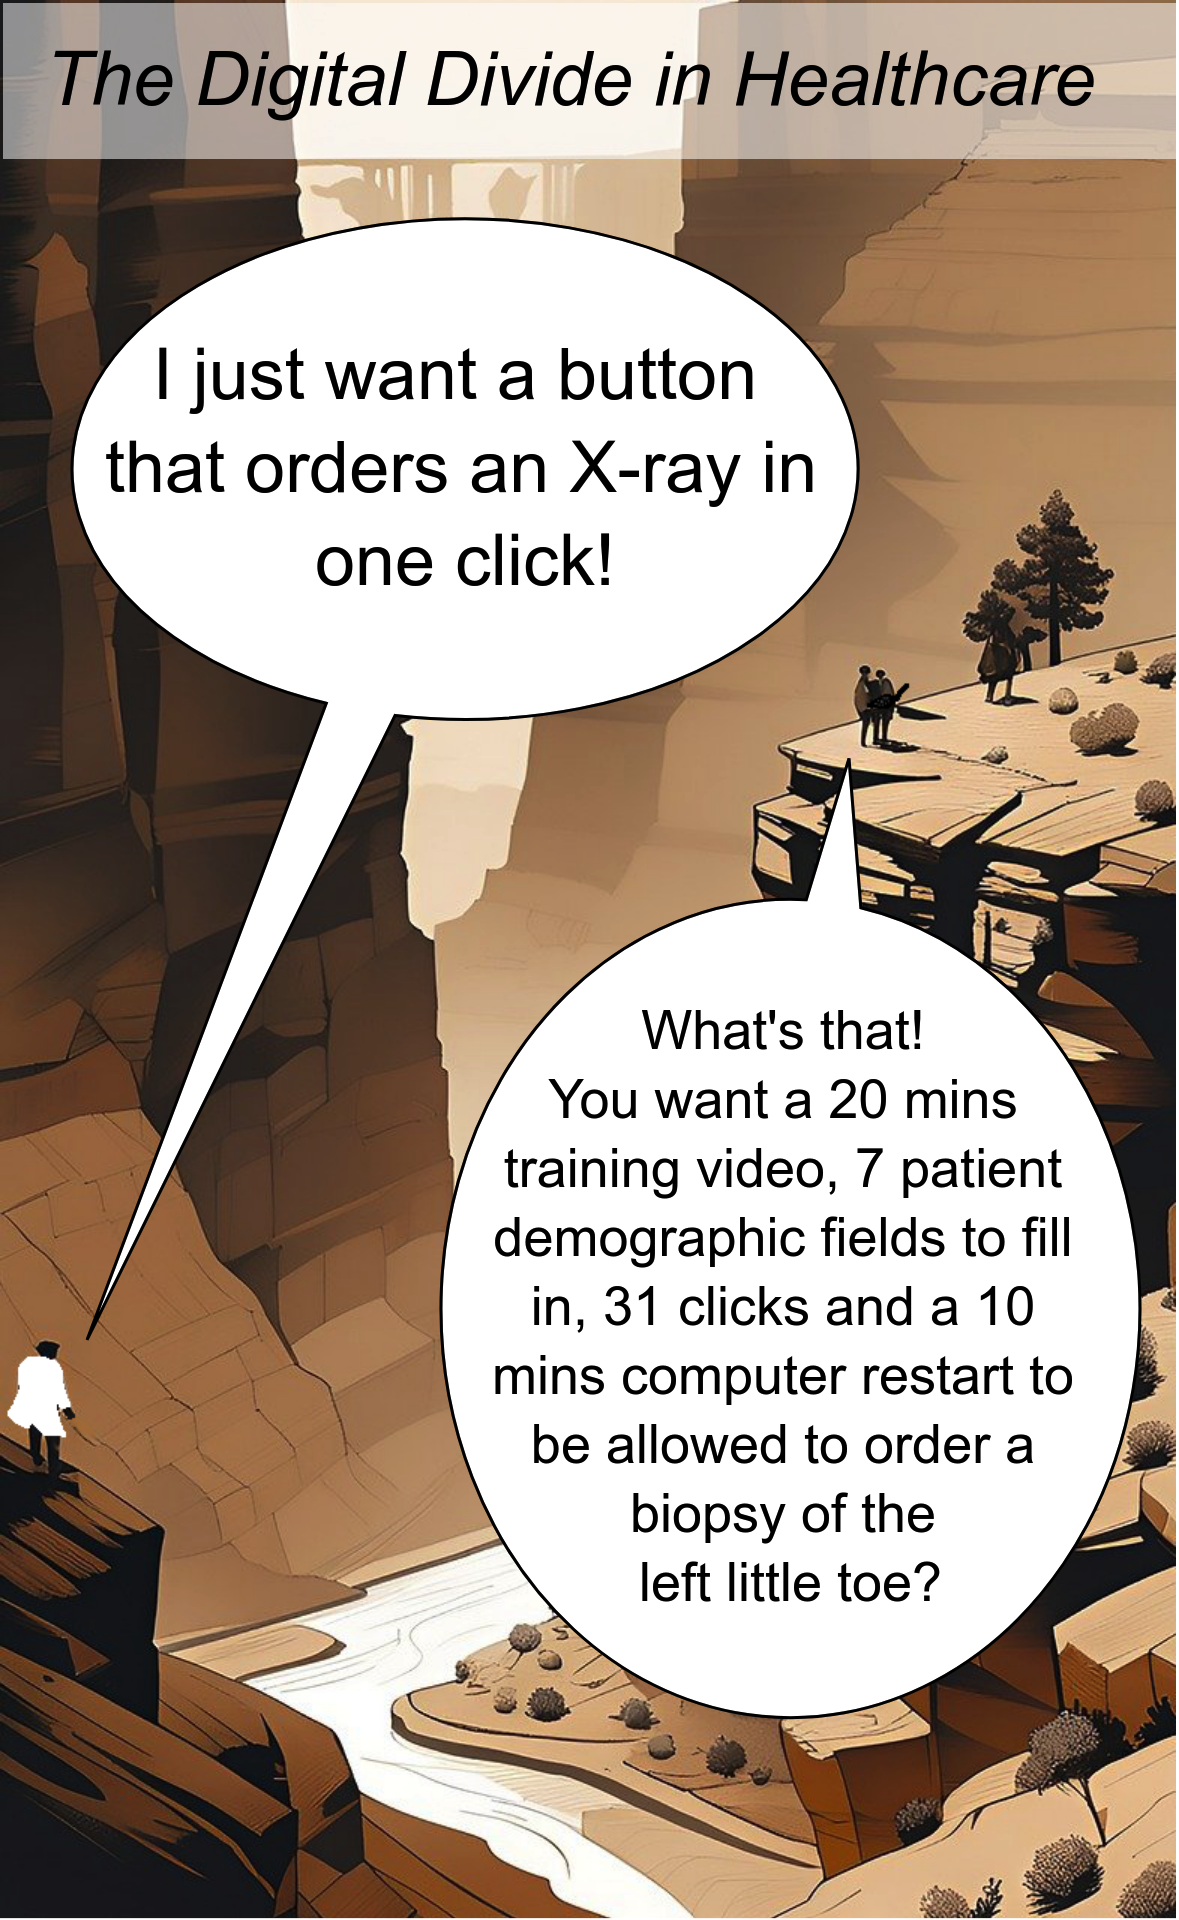 The Digital Divide in Healthcare
I just want a button
that orders an X-ray in
one click!
What's that!
You want a 20 mins
training video, 7 patient
demographic fields to fill
in, 31 clicks and a 10
mins computer restart to
be allowed to order a
biopsy of the
left little toe?